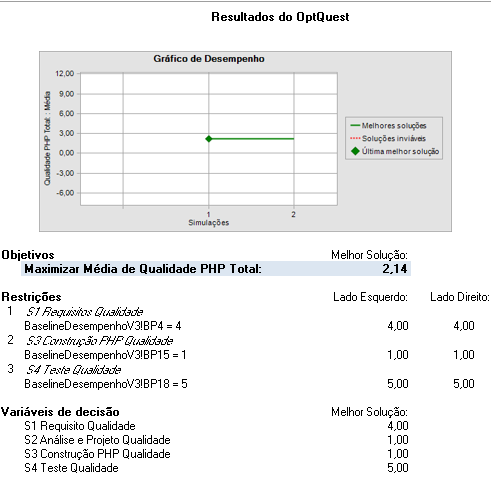 Resultados do OptQuest
Gráfico de Desempenho
Qualidade PHP Total: : Média
12,00
9,00
6,00
3,00
0,00
-3,00
-6,00
1
2
Simulações
Melhores soluções
Soluções inviáveis
Última melhor solução
Objetivos Melhor Solução:
Maximizar Média de Qualidade PHP Total: 2,14
Restrições Lado Esquerdo: Lado Direito:
1 S1 Requisitos Qualidade
BaselineDesempenhoV3!BP4 = 4 4,00 4,00
2 S3 Construção PHP Qualidade
BaselineDesempenhoV3!BP15 = 1 1,00 1,00
3 S4 Teste Qualidade
BaselineDesempenhoV3!BP18 = 5 5,00 5,00
Variáveis de decisão Melhor Solução:
S1 Requisito Qualidade 4,00
S2 Análise e Projeto Qualidade 1,00
S3 Construção PHP Qualidade 1,00
S4 Teste Qualidade 5,00